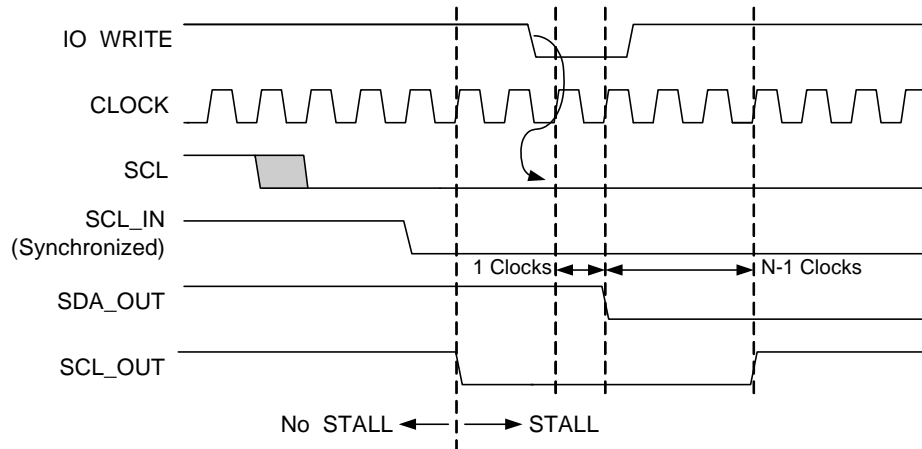 IO WRITE
CLOCK
SCL
SCL_IN
(Synchronized)
1 Clocks
N-1 Clocks
SDA_OUT
SCL_OUT
No STALL
STALL